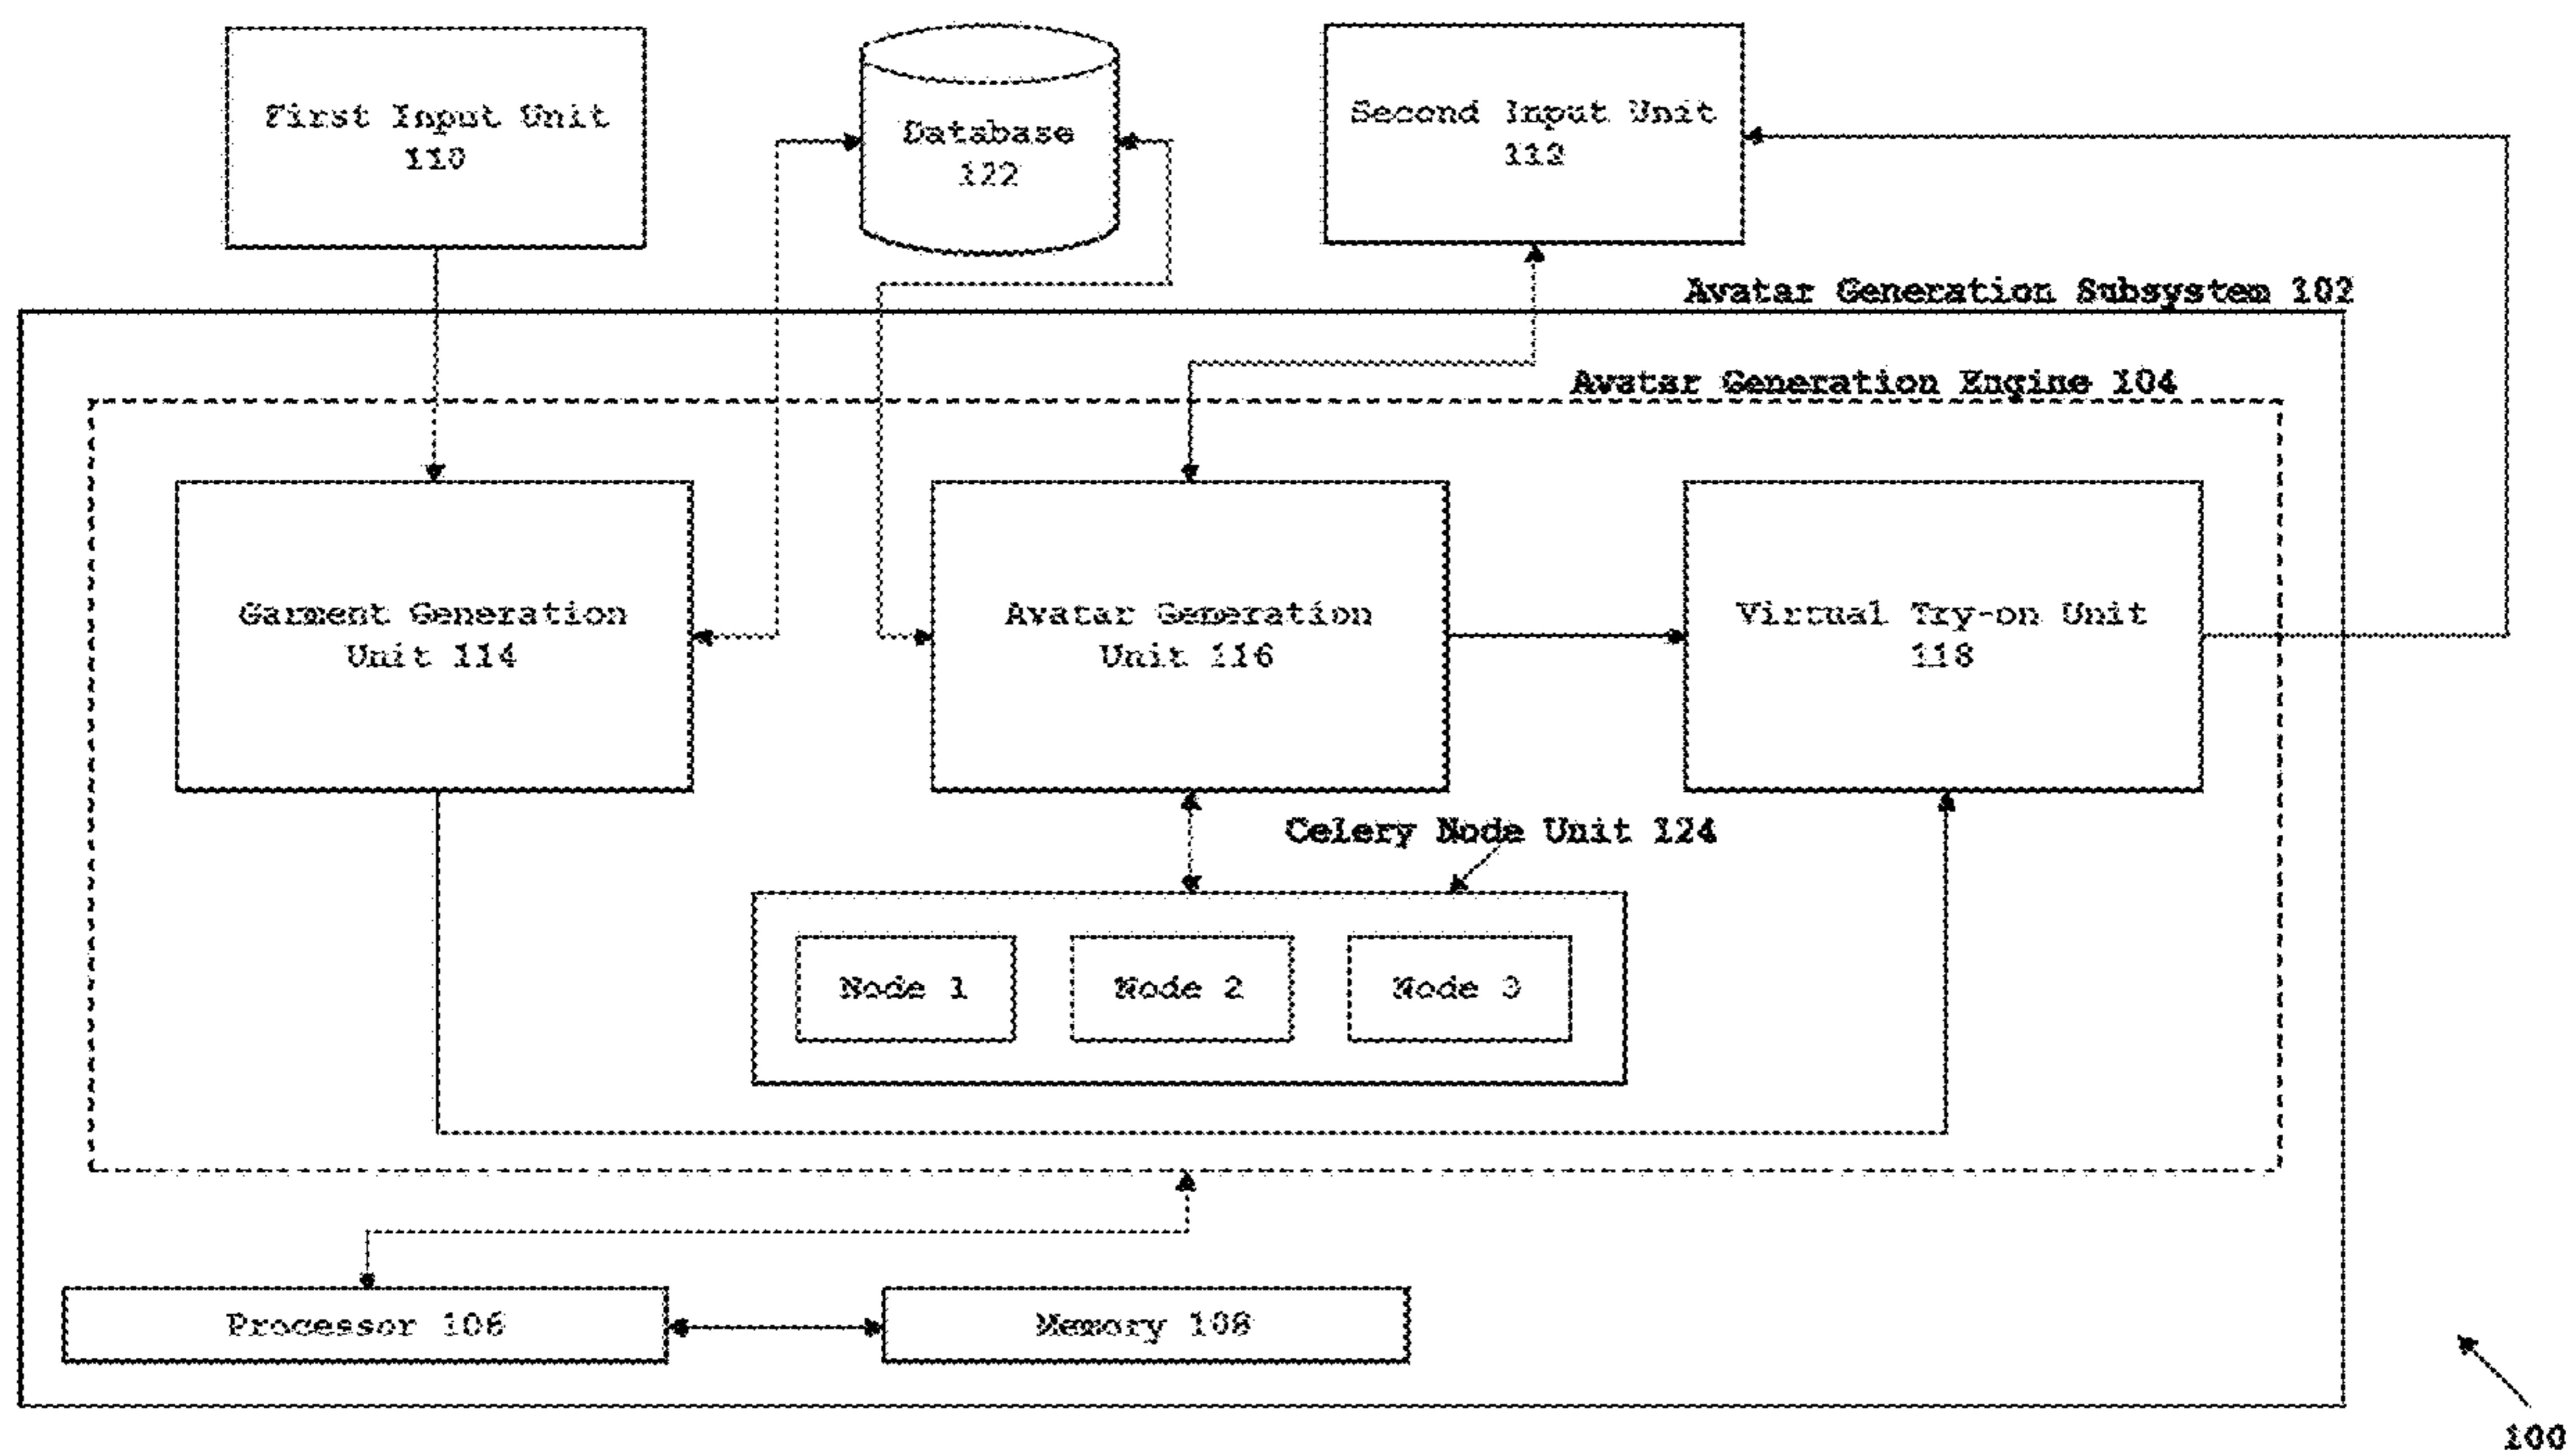 First Input Unit
110
Database
122
Second Input Unit
112
Avatar Generation Subsystem 102
Avatar Generation Engine 104
Garment Generation
Unit 114
Avatar Generation
Unit 116
Virtual Try-on Unit
118
Celery Node Unit 124
Node 1
Node 2
Node 3
Processor 106
Memory 108
100